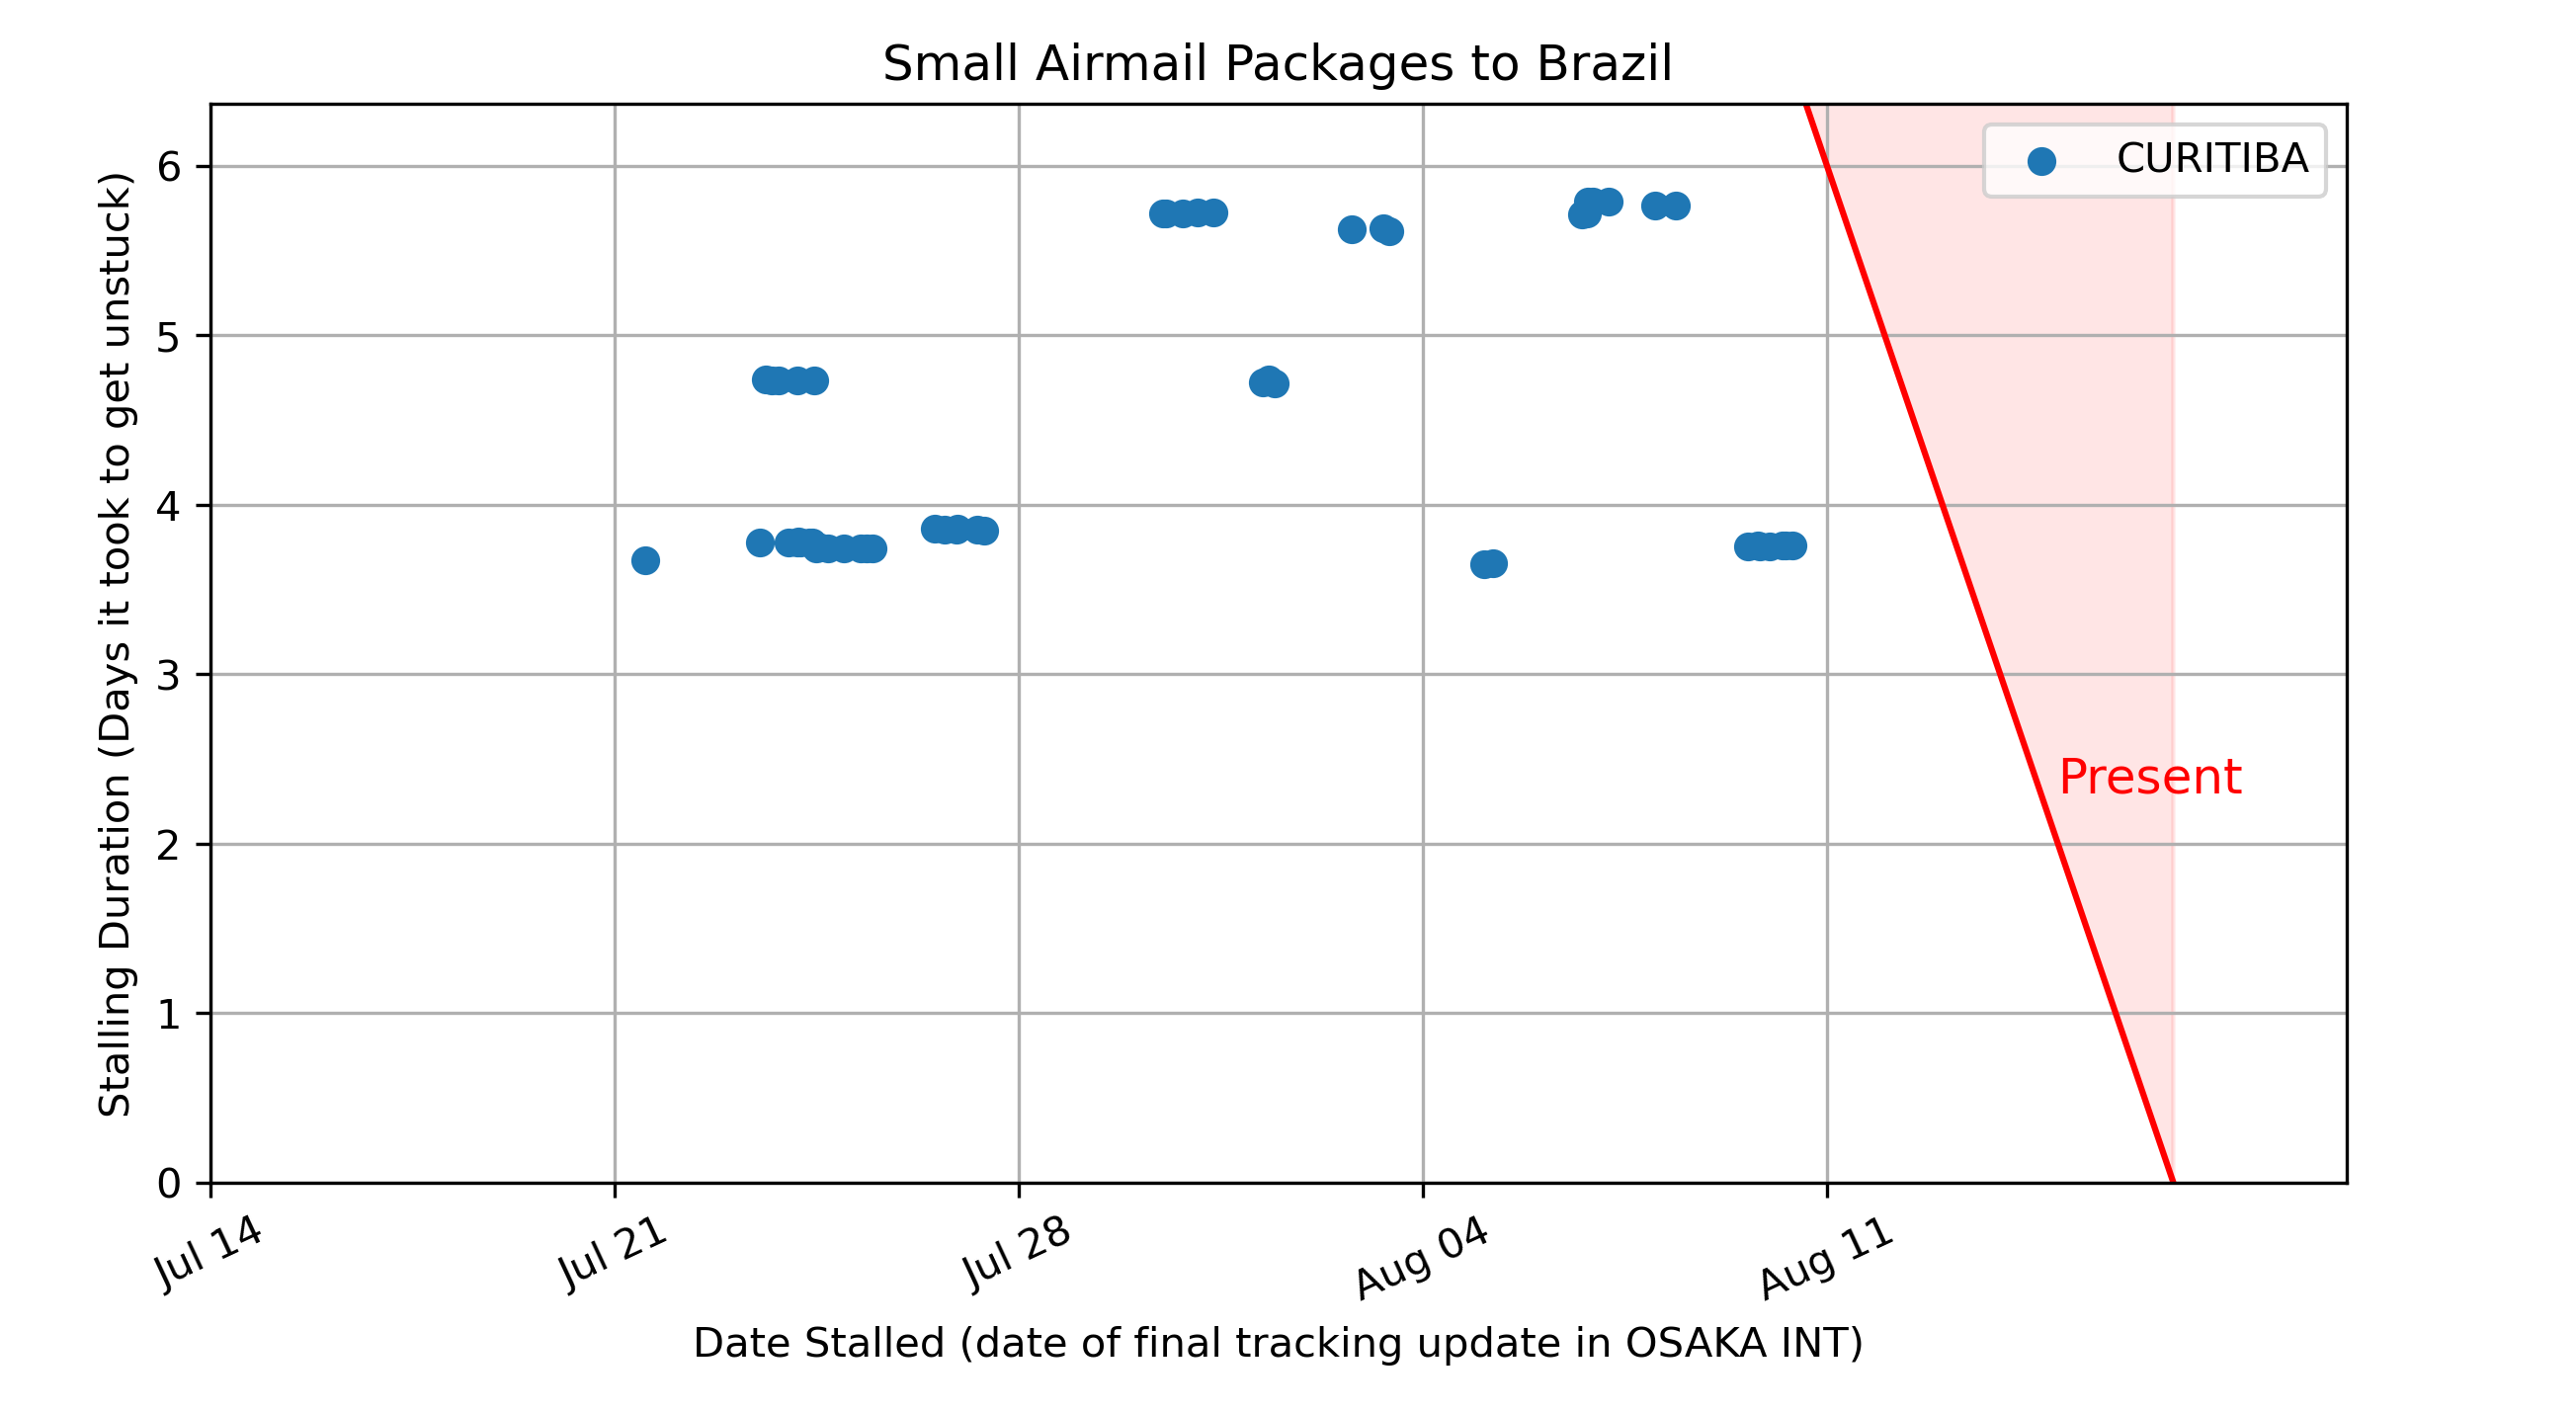 Small Airmail Packages to Brazil
CURITIBA
Stalling Duration (Days it took to get unstuck)
6
5
4
3
2
1
0
Present
Jul 14
Jul 21
Jul 28
Aug 04
Aug 11
Date Stalled (date of final tracking update in OSAKA INT)